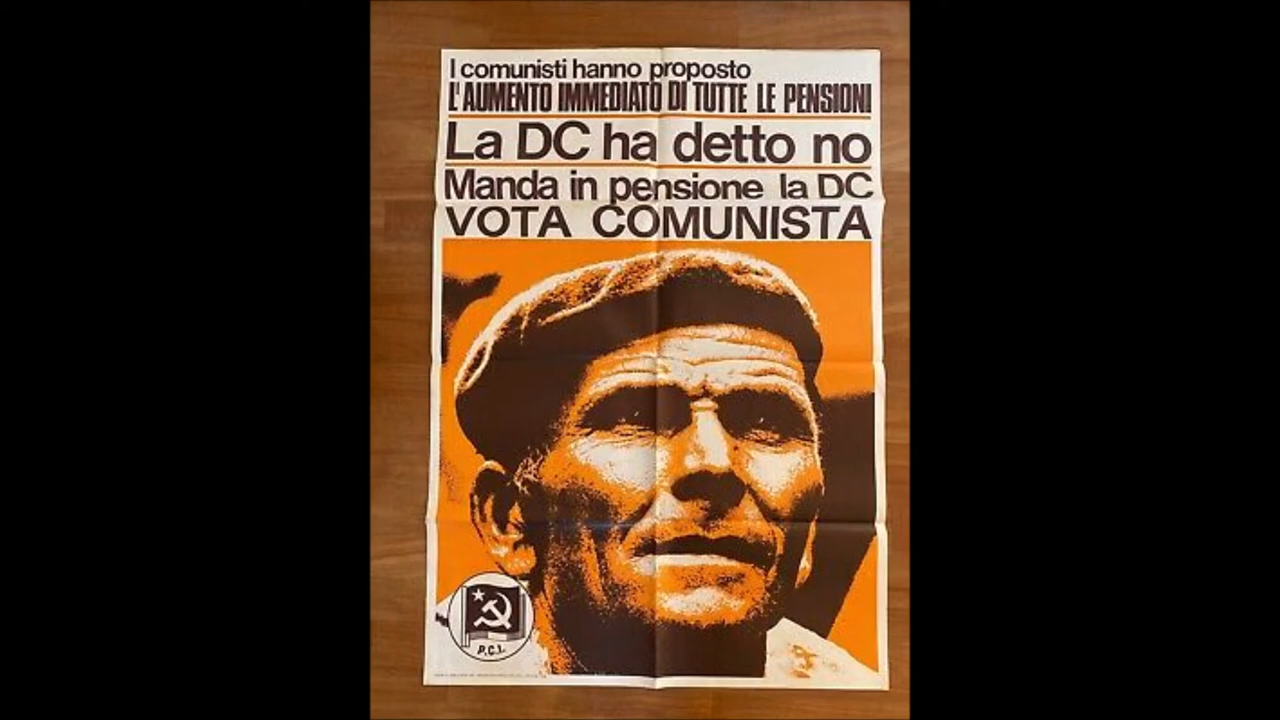 I comunisti hanno proposto
L'AUMENTO IMMEDIATO DI TUTTE LE PENSIONI
La DC ha detto no
Manda in pensione la DC
VOTA COMUNISTA
P.C.I.